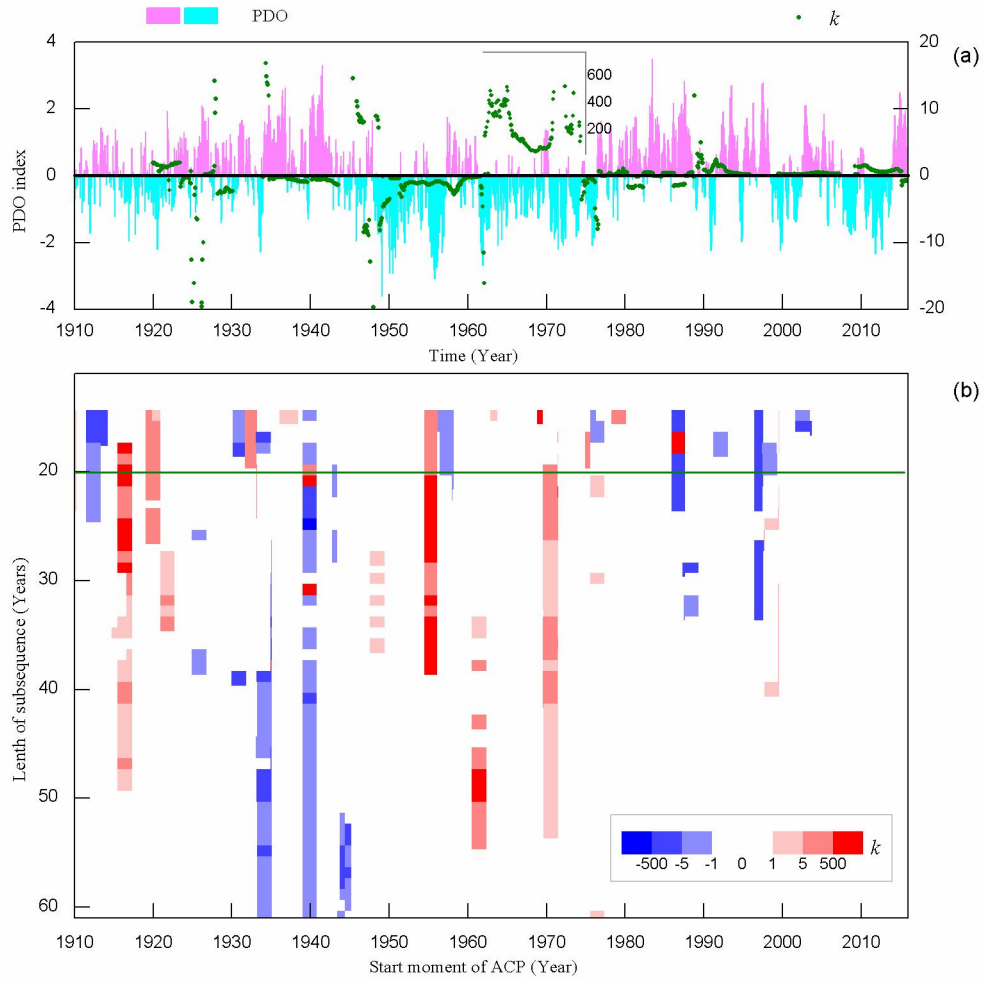 PDO k
4 20 (a)
600
2 400 10
200
0 0
-2 -10
-4 -20
PDO index
1910 1920 1930 1940 1950 1960 1970 1980 1990 2000 2010
Time (Year)
(b)
20
30
40
50
60
Lenth of subsequence (Years)
-500 -5 -1 0 1 5 500 k
1910 1920 1930 1940 1950 1960 1970 1980 1990 2000 2010
Start moment of ACP (Year)